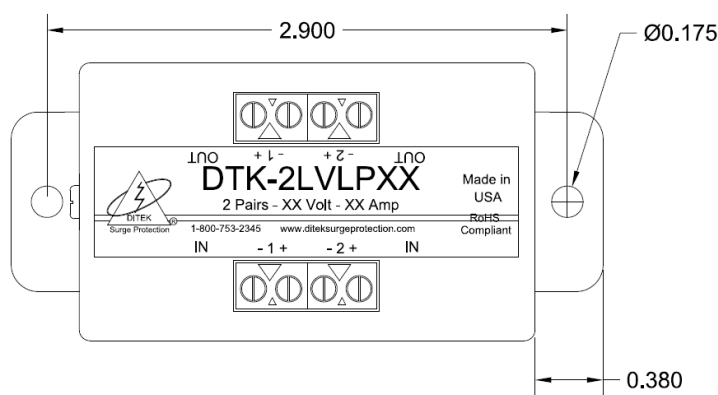 2.900
Ø0.175
OUT + 1 - + 2 - OUT
DTK-2LVLPXX
2 Pairs - XX Volt - XX Amp
Made in
USA
DITEK
®
Surge Protection
1-800-753-2345 www.diteksurgeprotection.com
RoHS
Compliant
IN - 1 + - 2 + IN
0.380